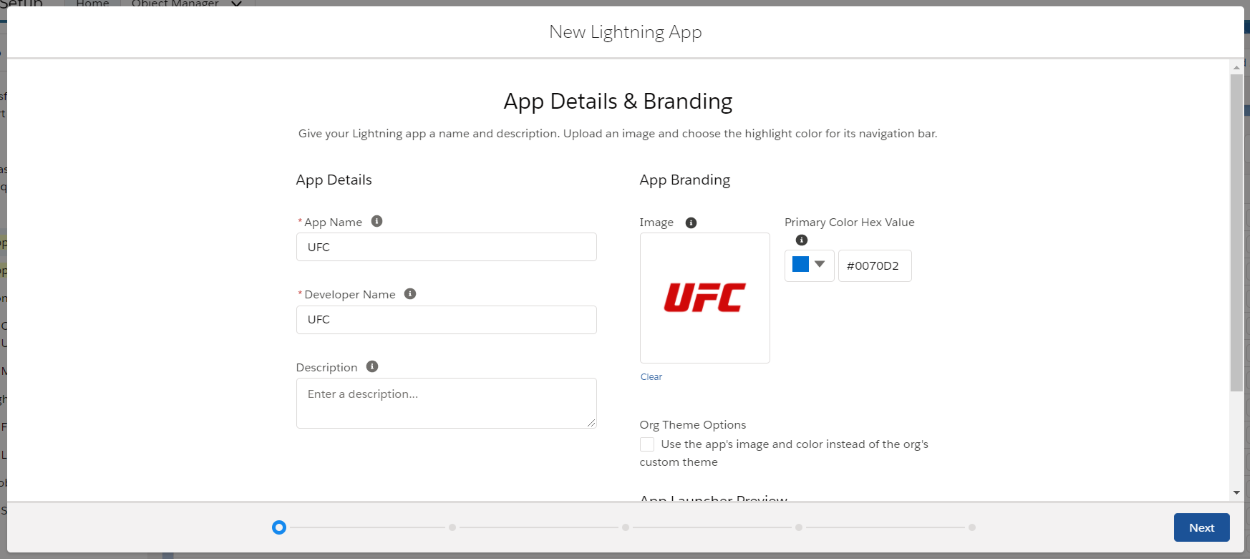 Setup Home Object Manager
New Lightning App
App Details & Branding
Give your Lightning app a name and description. Upload an image and choose the highlight color for its navigation bar.
App Details
App Branding
* App Name
UFC
* Developer Name
UFC
Description
Enter a description...
Image
UFC
Clear
Primary Color Hex Value
#0070D2
Org Theme Options
Use the app's image and color instead of the org's
custom theme
App Launcher Preview
Next